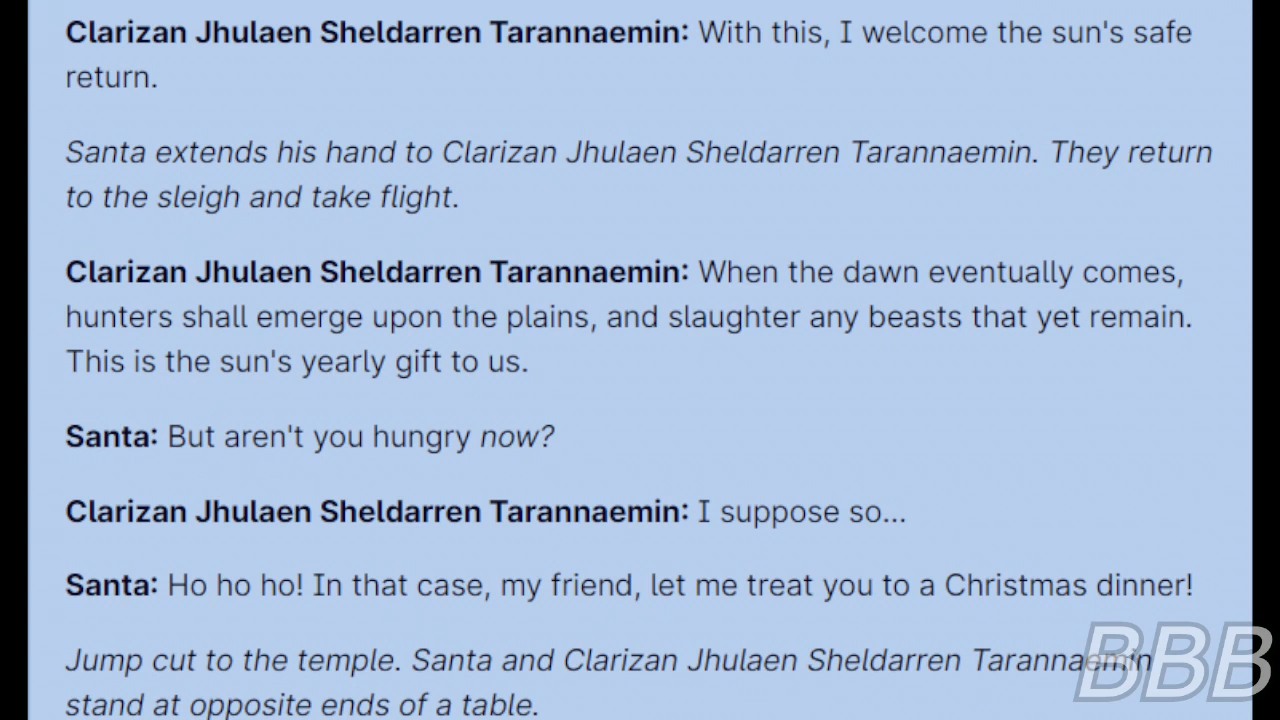 Clarizan Jhulaen Sheldarren Tarannaemin: With this, I welcome the sun's safe
return.
Santa extends his hand to Clarizan Jhulaen Sheldarren Tarannaemin. They return
to the sleigh and take flight.
Clarizan Jhulaen Sheldarren Tarannaemin: When the dawn eventually comes,
hunters shall emerge upon the plains, and slaughter any beasts that yet remain.
This is the sun's yearly gift to us.
Santa: But aren't you hungry now?
Clarizan Jhulaen Sheldarren Tarannaemin: I suppose so...
Santa: Ho ho ho! In that case, my friend, let me treat you to a Christmas dinner!
Jump cut to the temple. Santa and Clarizan Jhulaen Sheldarren Tarannaemin
stand at opposite ends of a table.
BBB